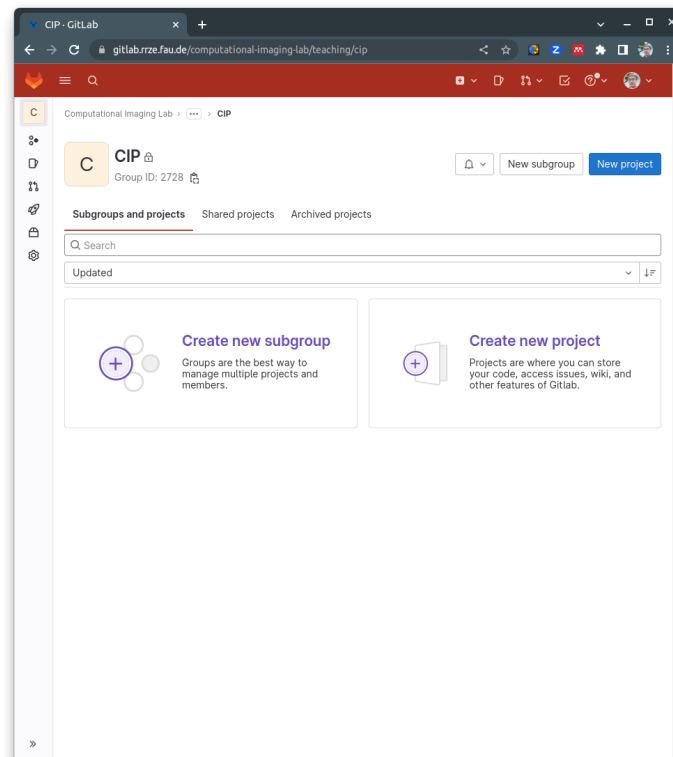 CIP · GitLab
gitlab.rrze.fau.de/computational-imaging-lab/teaching/cip
C
Computational Imaging Lab › ••• › CIP
C
CIP
Group ID: 2728
New subgroup
New project
Subgroups and projects Shared projects Archived projects
Search
Updated
Create new subgroup
Groups are the best way to
manage multiple projects and
members.
Create new project
Projects are where you can store
your code, access issues, wiki, and
other features of Gitlab.